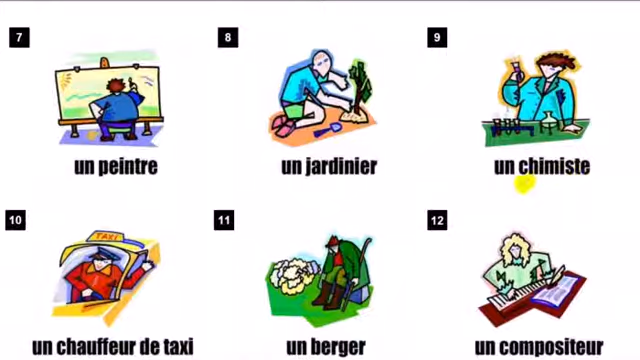 7
8
9
un peintre
un jardinier
un chimiste
10
11
12
TAXI
un chauffeur de taxi
un berger
un compositeur